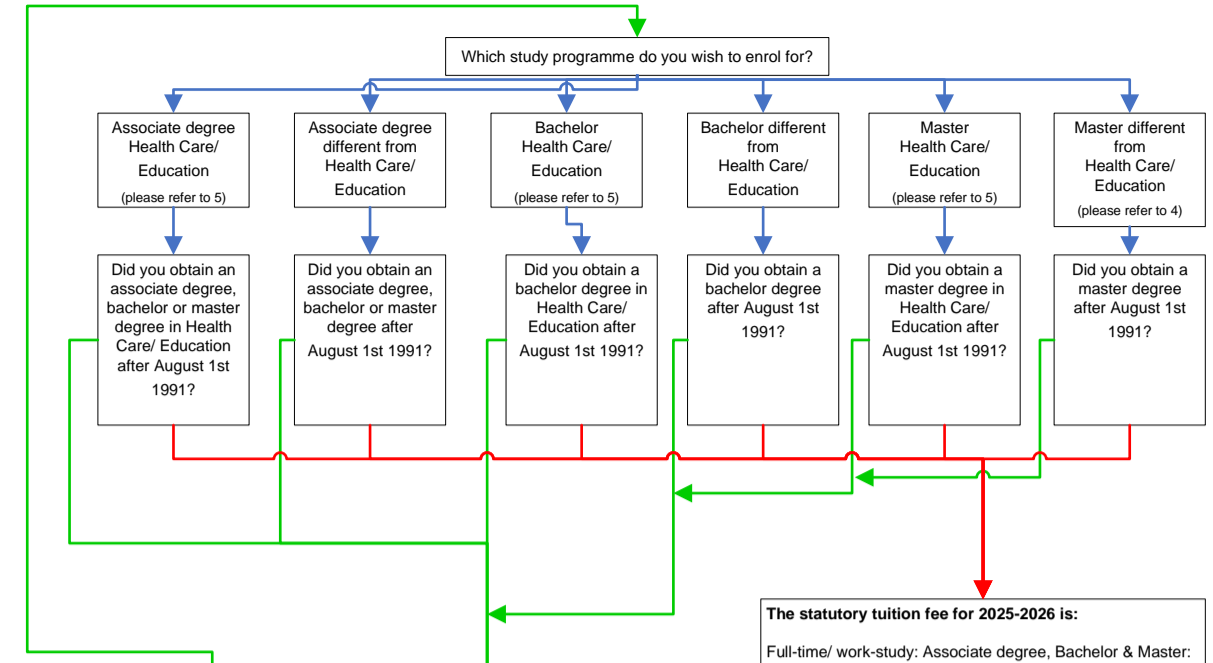 Which study programme do you wish to enrol for?
Associate degree
Health Care/
Education
(please refer to 5)
Associate degree
different from
Health Care/
Education
Bachelor
Health Care/
Education
(please refer to 5)
Bachelor different
from
Health Care/
Education
Master
Health Care/
Education
(please refer to 5)
Master different
from
Health Care/
Education
(please refer to 4)
Did you obtain an
associate degree,
bachelor or master
degree in Health
Care/ Education
after August 1st
1991?
Did you obtain an
associate degree,
bachelor or master
degree after
August 1st 1991?
Did you obtain a
bachelor degree in
Health Care/
Education after
August 1st 1991?
Did you obtain a
bachelor degree
after August 1st
1991?
Did you obtain a
master degree in
Health Care/
Education after
August 1st 1991?
Did you obtain a
master degree
after August 1st
1991?
The statutory tuition fee for 2025-2026 is:
Full-time/ work-study: Associate degree, Bachelor & Master: